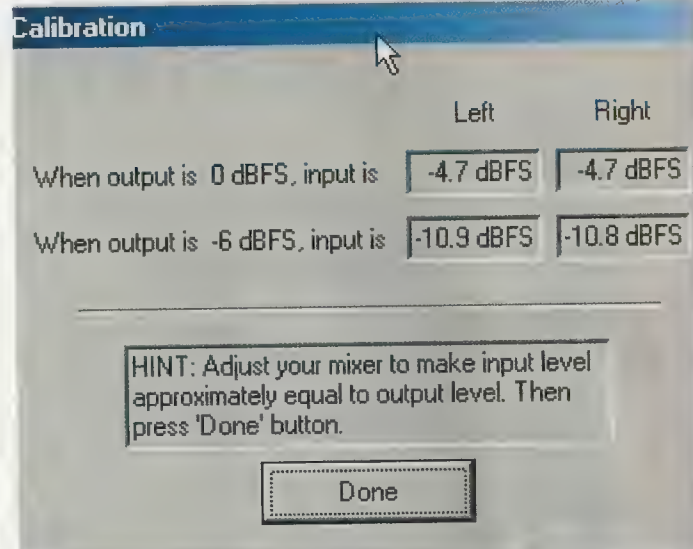 Calibration
Left Right
When output is 0 dBFS, input is -4.7 dBFS -4.7 dBFS
When output is -6 dBFS, input is -10.9 dBFS -10.8 dBFS
HINT: Adjust your mixer to make input level
approximately equal to output level. Then
press 'Done' button.
Done